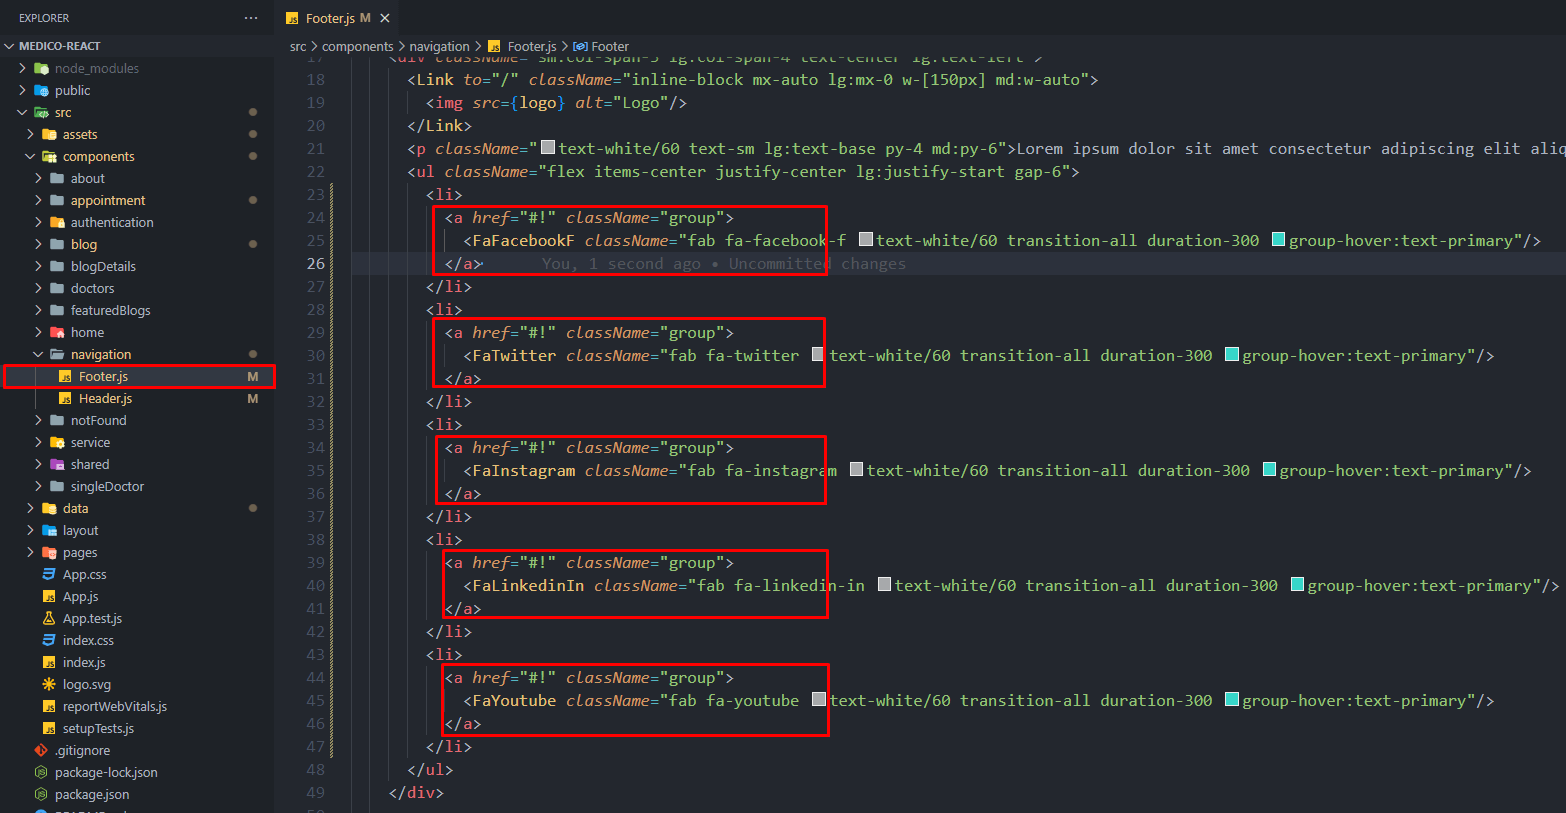 EXPLORER ···
MEDICO-REACT
node_modules
public
src
assets
components
about
appointment
authentication
blog
blogDetails
doctors
featuredBlogs
home
navigation
Footer.js M
Header.js M
notFound
service
shared
singleDoctor
data
layout
pages
App.css
App.js
App.test.js
index.css
index.js
logo.svg
reportWebVitals.js
setupTests.js
.gitignore
package-lock.json
package.json
Footer.js M ×
src > components > navigation > Footer.js > Footer
17 <div className="sm:col-span-5 lg:col-span-4 text-center lg:text-left">
18 <Link to="/" className="inline-block mx-auto lg:mx-0 w-[150px] md:w-auto">
19 <img src={logo} alt="Logo"/>
20 </Link>
21 <p className="text-white/60 text-sm lg:text-base py-4 md:py-6">Lorem ipsum dolor sit amet consectetur adipiscing elit aliq
22 <ul className="flex items-center justify-center lg:justify-start gap-6">
23 <li>
24 <a href="#!" className="group">
25 <FaFacebookF className="fab fa-facebook-f text-white/60 transition-all duration-300 group-hover:text-primary"/>
26 </a> You, 1 second ago • Uncommitted changes
27 </li>
28 <li>
29 <a href="#!" className="group">
30 <FaTwitter className="fab fa-twitter text-white/60 transition-all duration-300 group-hover:text-primary"/>
31 </a>
32 </li>
33 <li>
34 <a href="#!" className="group">
35 <FaInstagram className="fab fa-instagram text-white/60 transition-all duration-300 group-hover:text-primary"/>
36 </a>
37 </li>
38 <li>
39 <a href="#!" className="group">
40 <FaLinkedinIn className="fab fa-linkedin-in text-white/60 transition-all duration-300 group-hover:text-primary"/>
41 </a>
42 </li>
43 <li>
44 <a href="#!" className="group">
45 <FaYoutube className="fab fa-youtube text-white/60 transition-all duration-300 group-hover:text-primary"/>
46 </a>
47 </li>
48 </ul>
49 </div>